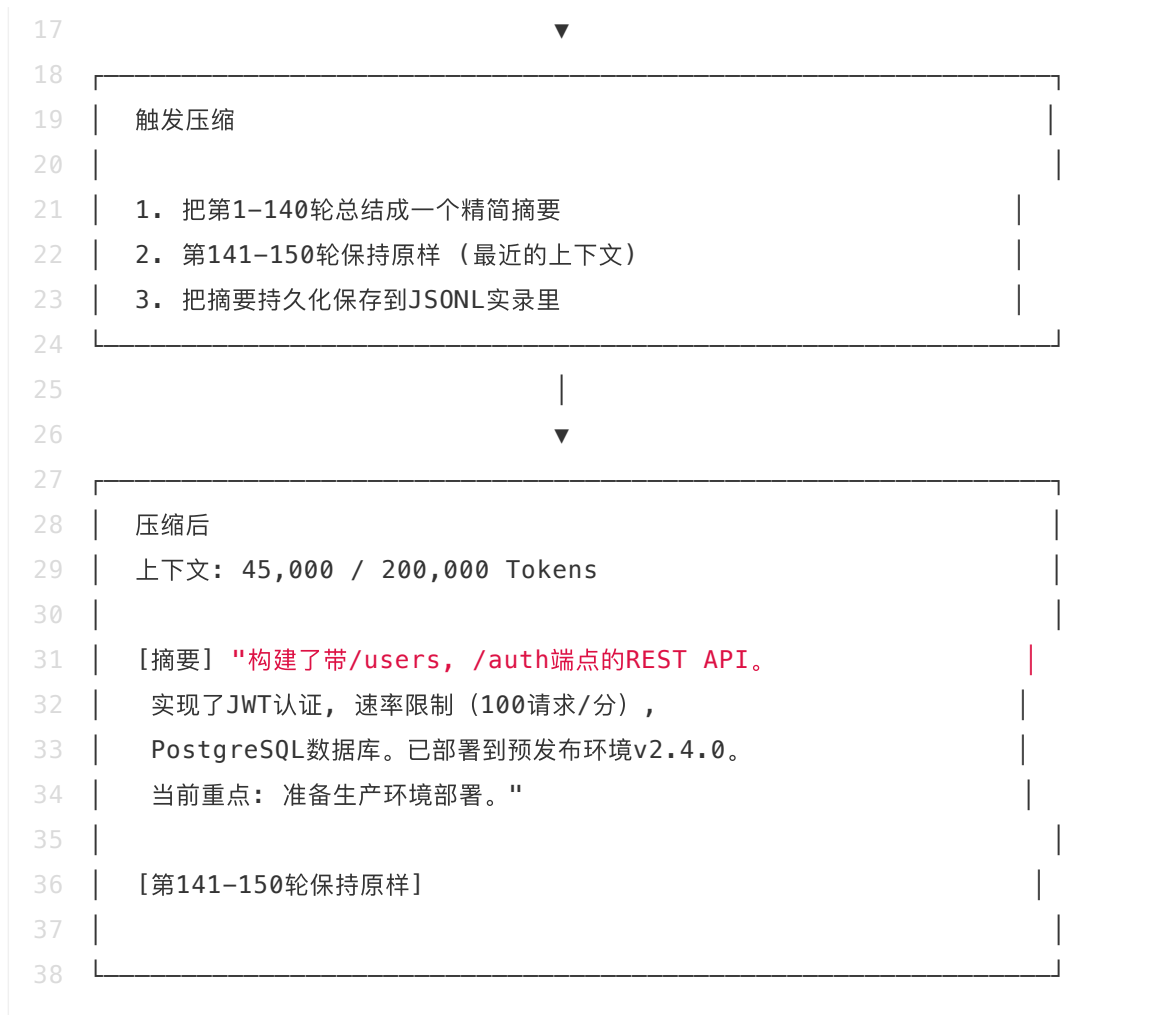 17 ▼
18 ┌─────────────────────────────────────────────────────────────┐
19 │  触发压缩 │
20 │ │
21 │  1. 把第1-140轮总结成一个精简摘要 │
22 │  2. 第141-150轮保持原样 (最近的上下文) │
23 │  3. 把摘要持久化保存到JSONL实录里 │
24 └─────────────────────────────────────────────────────────────┘
25 │
26 ▼
27 ┌─────────────────────────────────────────────────────────────┐
28 │  压缩后 │
29 │  上下文: 45,000 / 200,000 Tokens │
30 │ │
31 │  [摘要] "构建了带/users, /auth端点的REST API。 │
32 │   实现了JWT认证, 速率限制（100请求/分）, │
33 │   PostgreSQL数据库。已部署到预发布环境v2.4.0。 │
34 │   当前重点: 准备生产环境部署。" │
35 │ │
36 │  [第141-150轮保持原样] │
37 │ │
38 └─────────────────────────────────────────────────────────────┘